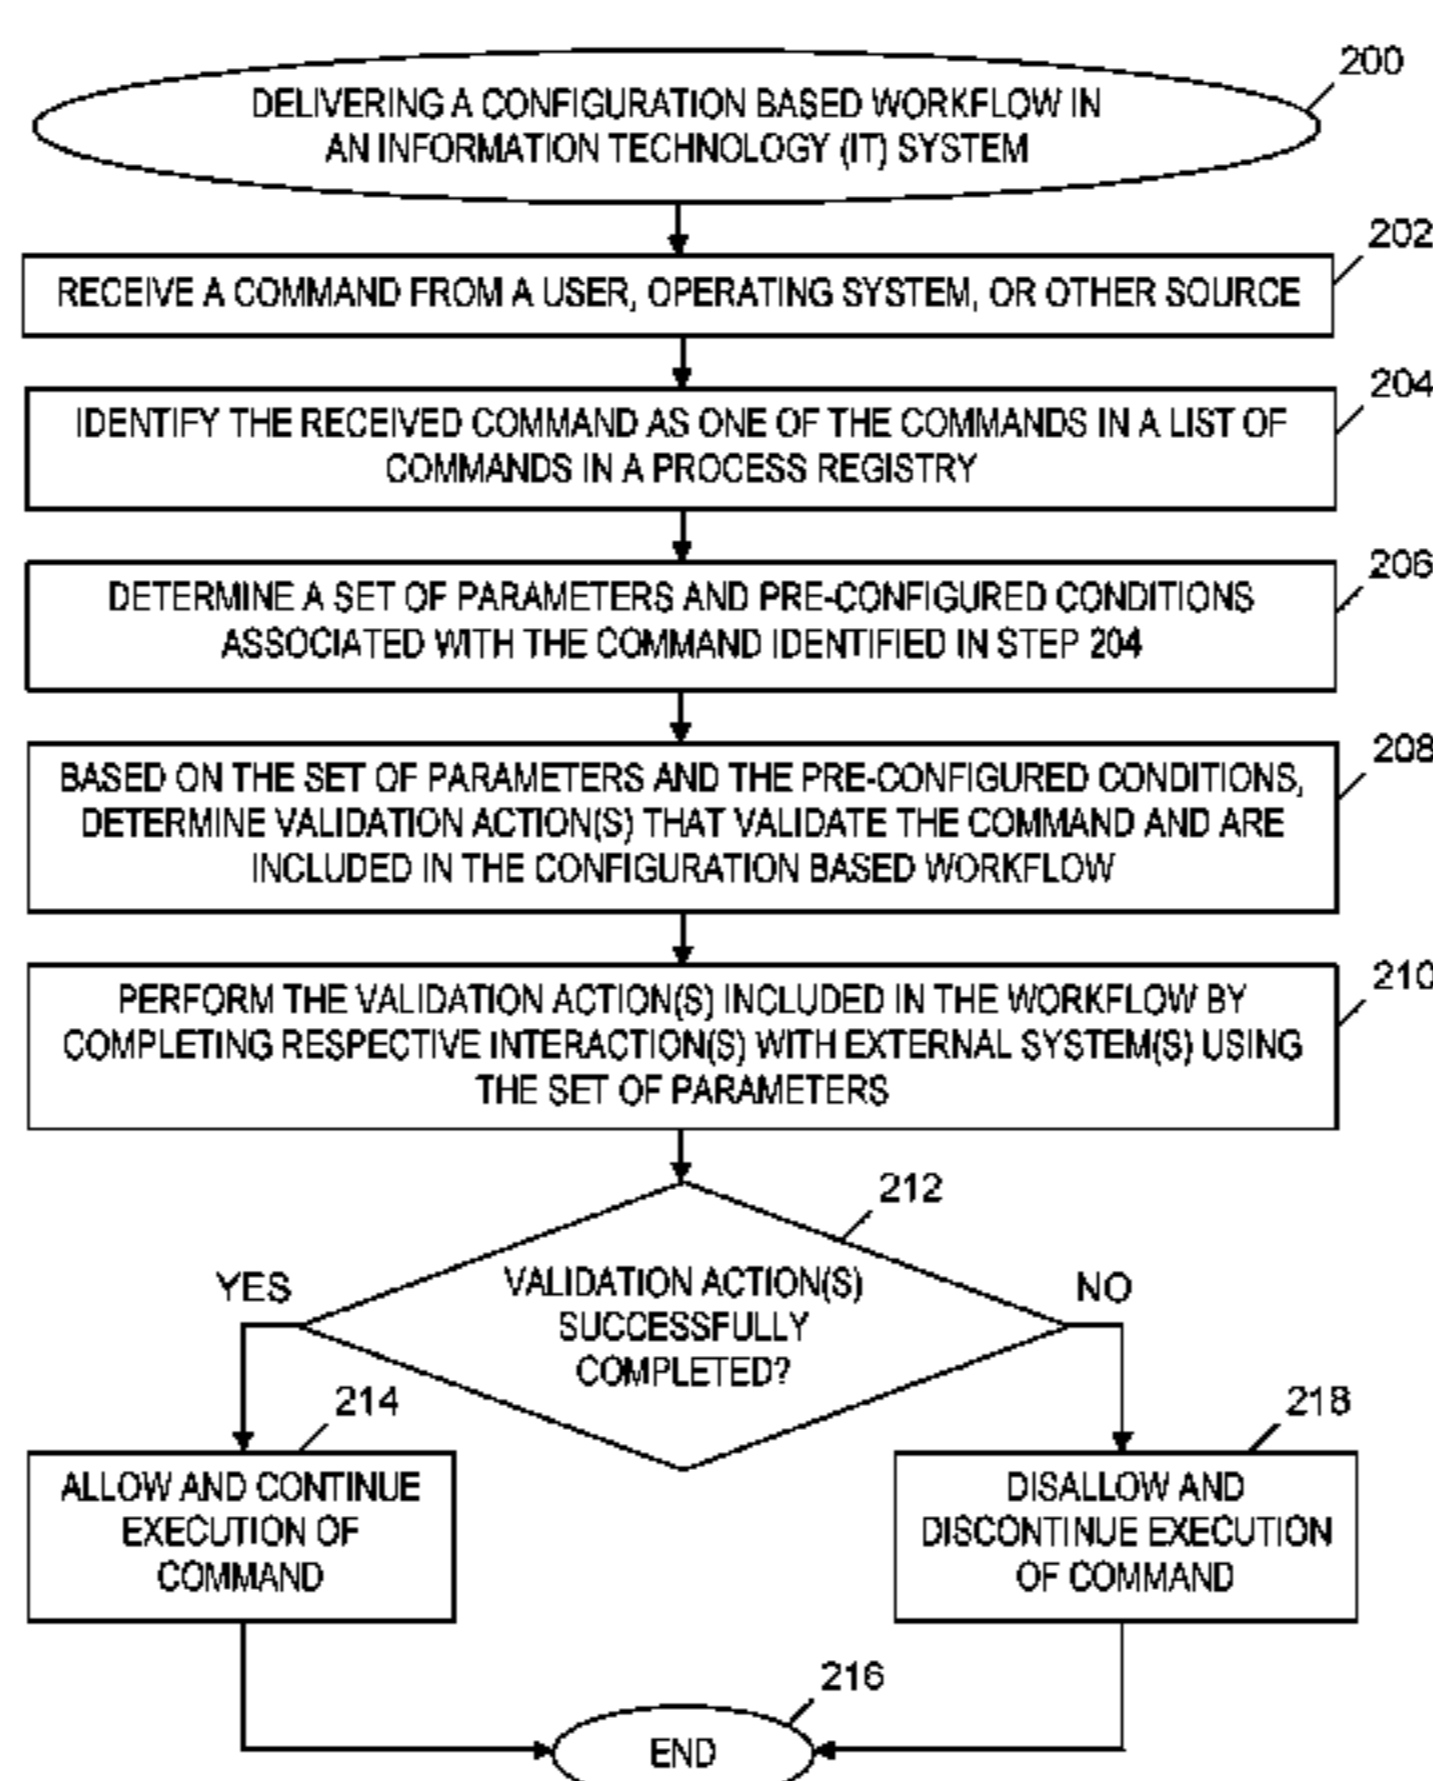 200
DELIVERING A CONFIGURATION BASED WORKFLOW IN
AN INFORMATION TECHNOLOGY (IT) SYSTEM
202
RECEIVE A COMMAND FROM A USER, OPERATING SYSTEM, OR OTHER SOURCE
204
IDENTIFY THE RECEIVED COMMAND AS ONE OF THE COMMANDS IN A LIST OF
COMMANDS IN A PROCESS REGISTRY
206
DETERMINE A SET OF PARAMETERS AND PRE-CONFIGURED CONDITIONS
ASSOCIATED WITH THE COMMAND IDENTIFIED IN STEP 204
208
BASED ON THE SET OF PARAMETERS AND THE PRE-CONFIGURED CONDITIONS,
DETERMINE VALIDATION ACTION(S) THAT VALIDATE THE COMMAND AND ARE
INCLUDED IN THE CONFIGURATION BASED WORKFLOW
210
PERFORM THE VALIDATION ACTION(S) INCLUDED IN THE WORKFLOW BY
COMPLETING RESPECTIVE INTERACTION(S) WITH EXTERNAL SYSTEM(S) USING
THE SET OF PARAMETERS
212
VALIDATION ACTION(S)
SUCCESSFULLY
COMPLETED?
YES
NO
214
ALLOW AND CONTINUE
EXECUTION OF
COMMAND
218
DISALLOW AND
DISCONTINUE EXECUTION
OF COMMAND
216
END